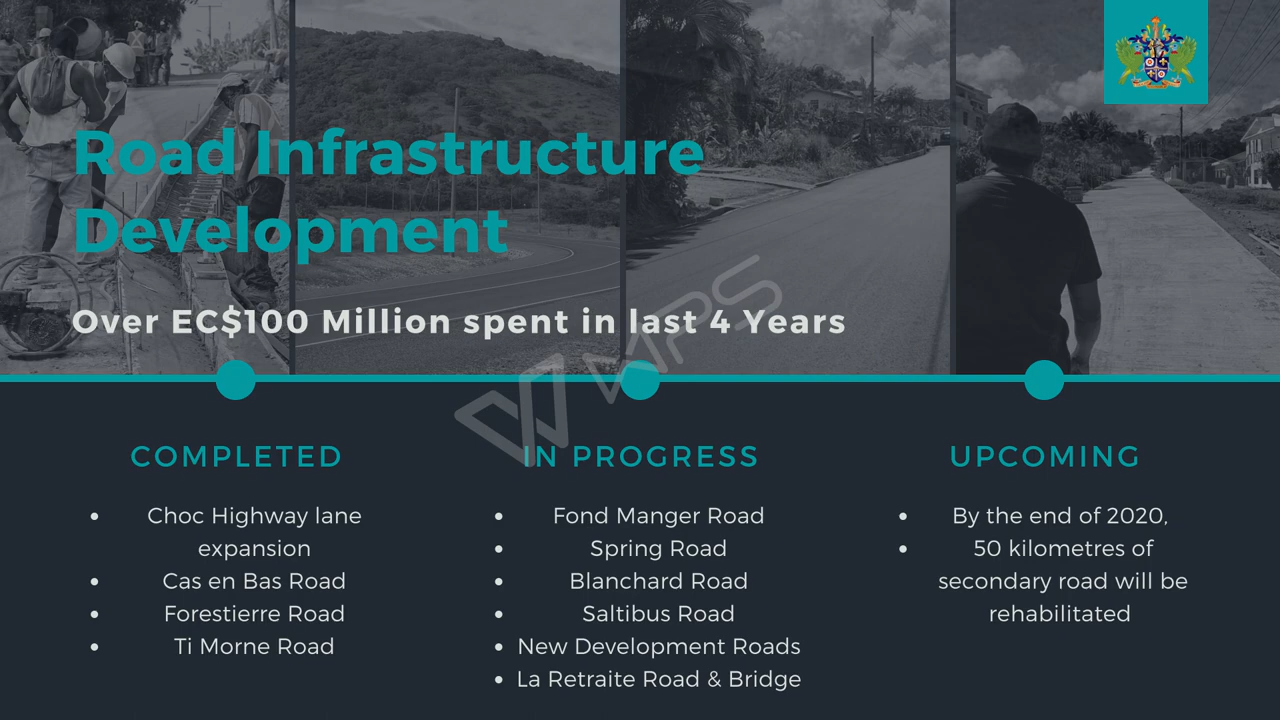 Road Infrastructure
Development
Over EC$100 Million spent in last 4 Years
WPS
COMPLETED
Choc Highway lane
expansion
Cas en Bas Road
Forestierre Road
Ti Morne Road
IN PROGRESS
Fond Manger Road
Spring Road
Blanchard Road
Saltibus Road
New Development Roads
La Retraite Road & Bridge
UPCOMING
By the end of 2020,
50 kilometres of
secondary road will be
rehabilitated